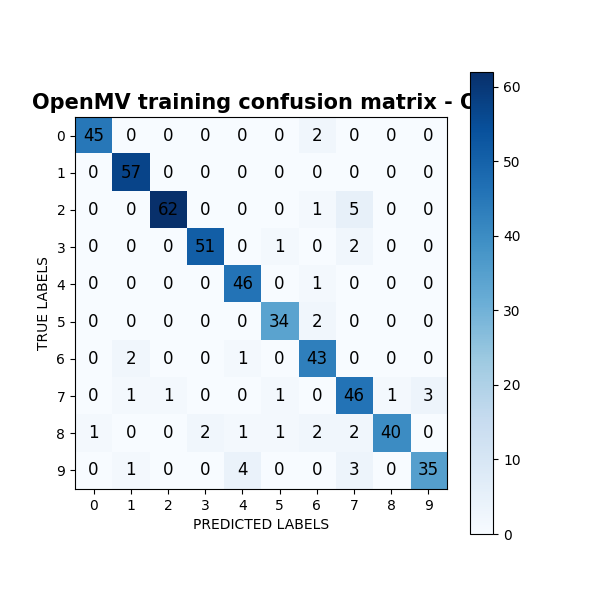 OpenMV training confusion matrix - 
60
0 45 0 0 0 0 0 2 0 0 0
1 0 57 0 0 0 0 0 0 0 0
50
2 0 0 62 0 0 0 1 5 0 0
3 0 0 0 51 0 1 0 2 0 0
40
4 0 0 0 0 46 0 1 0 0 0
TRUE LABELS
5 0 0 0 0 0 34 2 0 0 0
30
6 0 2 0 0 1 0 43 0 0 0
20
7 0 1 1 0 0 1 0 46 1 3
8 1 0 0 2 1 1 2 2 40 0
10
9 0 1 0 0 4 0 0 3 0 35
0 1 2 3 4 5 6 7 8 9
PREDICTED LABELS
0